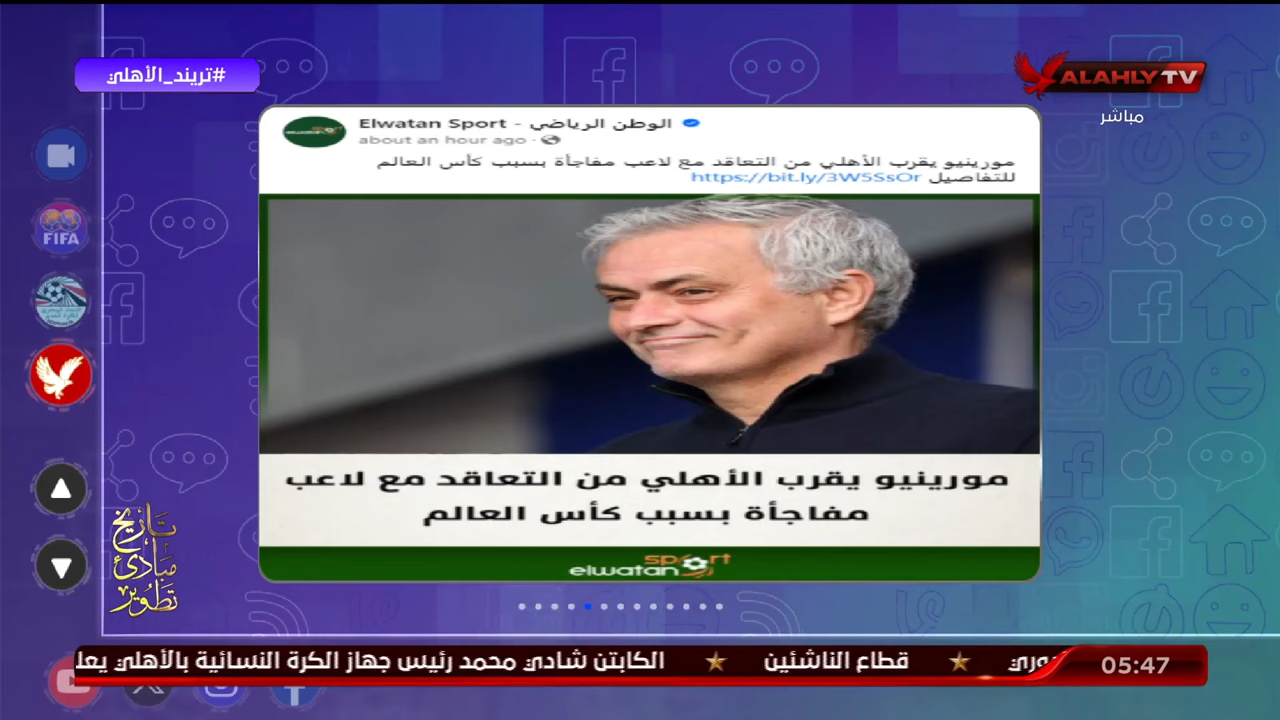 #تريند_الأهلي
ALAHLY TV
مباشر
Elwatan Sport - الوطن الرياضي
about an hour ago
مورينيو يقرب الأهلي من التعاقد مع لاعب مفاجأة بسبب كأس العالم
للتفاصيل https://bit.ly/3W5SsOr
FIFA
مورينيو يقرب الأهلي من التعاقد مع لاعب
مفاجأة بسبب كأس العالم
elwatan sport
تاريخ
مبادئ
تطوير
قطاع الناشئين ★ الكابتن شادي محمد رئيس جهاز الكرة النسائية بالأهلي يعل
05:47